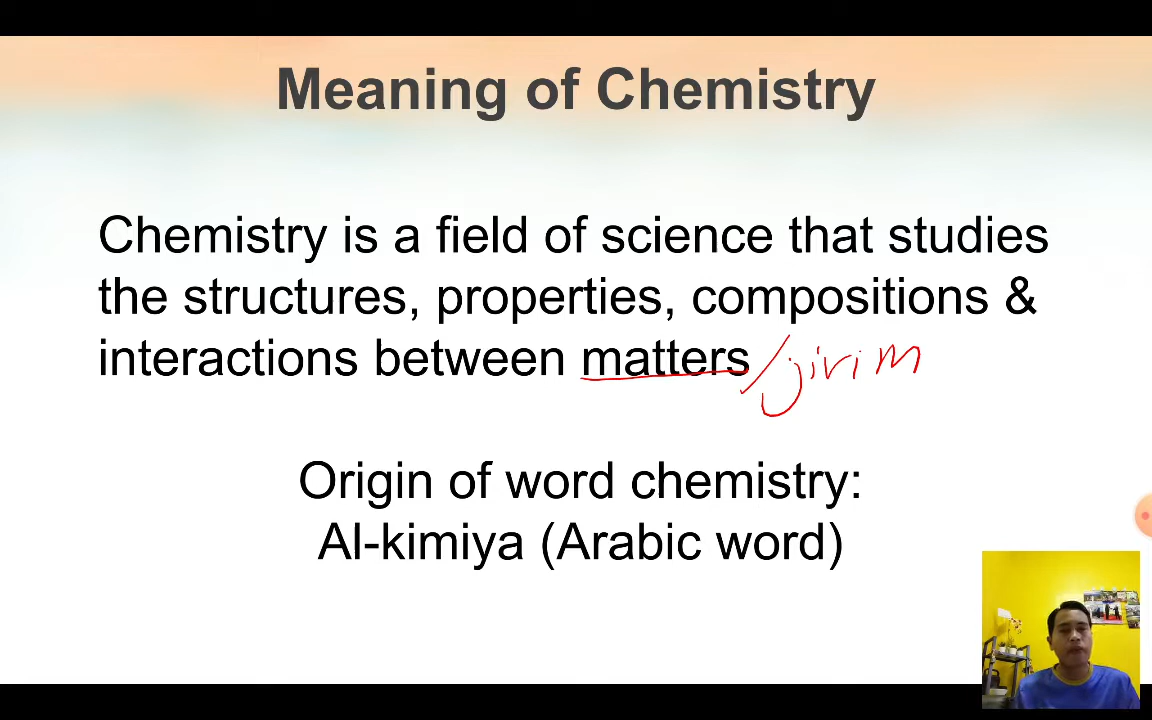 Meaning of Chemistry
Chemistry is a field of science that studies
the structures, properties, compositions &
interactions between matters /jirim
Origin of word chemistry:
Al-kimiya (Arabic word)